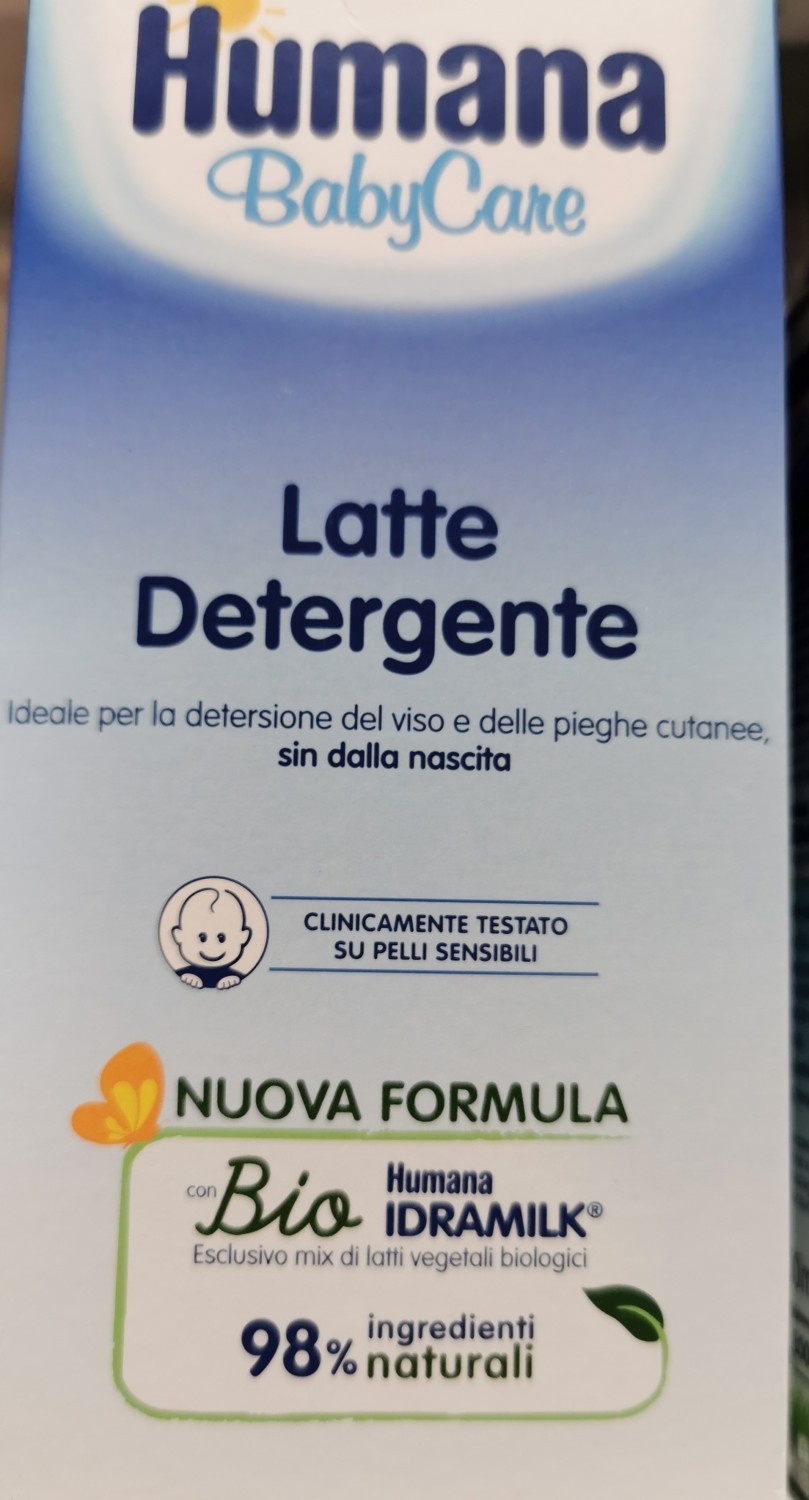 Humana
BabyCare
Latte
Detergente
Ideale per la detersione del viso e delle pieghe cutanee,
sin dalla nascita
CLINICAMENTE TESTATO
SU PELLI SENSIBILI
NUOVA FORMULA
con Bio Humana
IDRAMILK®
Esclusivo mix di latti vegetali biologici
98% ingredienti
naturali